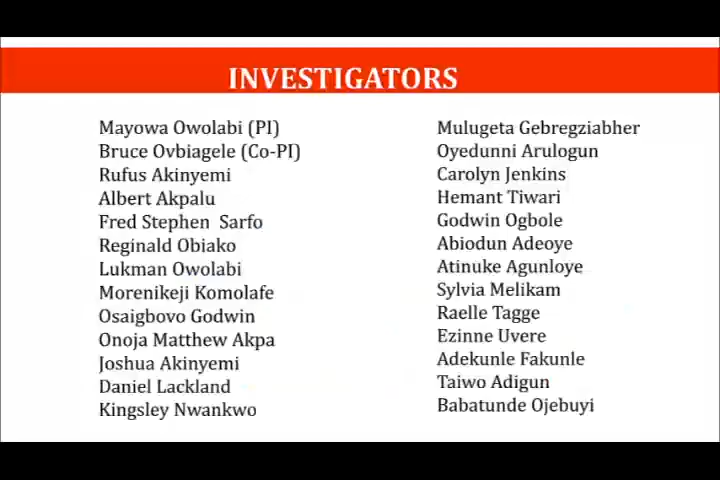 INVESTIGATORS
Mayowa Owolabi (PI)
Bruce Ovbiagele (Co-PI)
Rufus Akinyemi
Albert Akpalu
Fred Stephen Sarfo
Reginald Obiako
Lukman Owolabi
Morenikeji Komolafe
Osaigbovo Godwin
Onoja Matthew Akpa
Joshua Akinyemi
Daniel Lackland
Kingsley Nwankwo
Mulugeta Gebregziabher
Oyedunni Arulogun
Carolyn Jenkins
Hemant Tiwari
Godwin Ogbole
Abiodun Adeoye
Atinuke Agunloye
Sylvia Melikam
Raelle Tagge
Ezinne Uvere
Adekunle Fakunle
Taiwo Adigun
Babatunde Ojebuyi